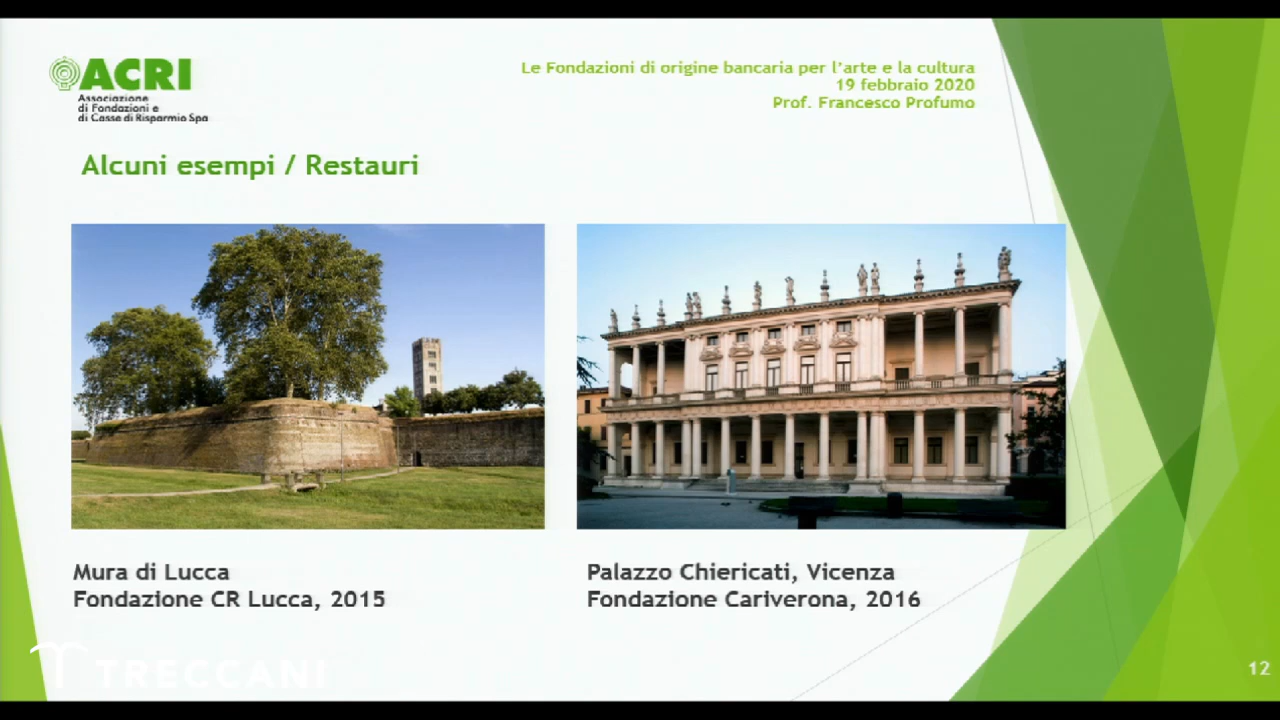 ACRI
Associazione
di Fondazioni e
di Casse di Risparmio Spa
Le Fondazioni di origine bancaria per l'arte e la cultura
19 febbraio 2020
Prof. Francesco Profumo
Alcuni esempi / Restauri
Mura di Lucca
Fondazione CR Lucca, 2015
Palazzo Chiericati, Vicenza
Fondazione Cariverona, 2016
TRECCANI
12